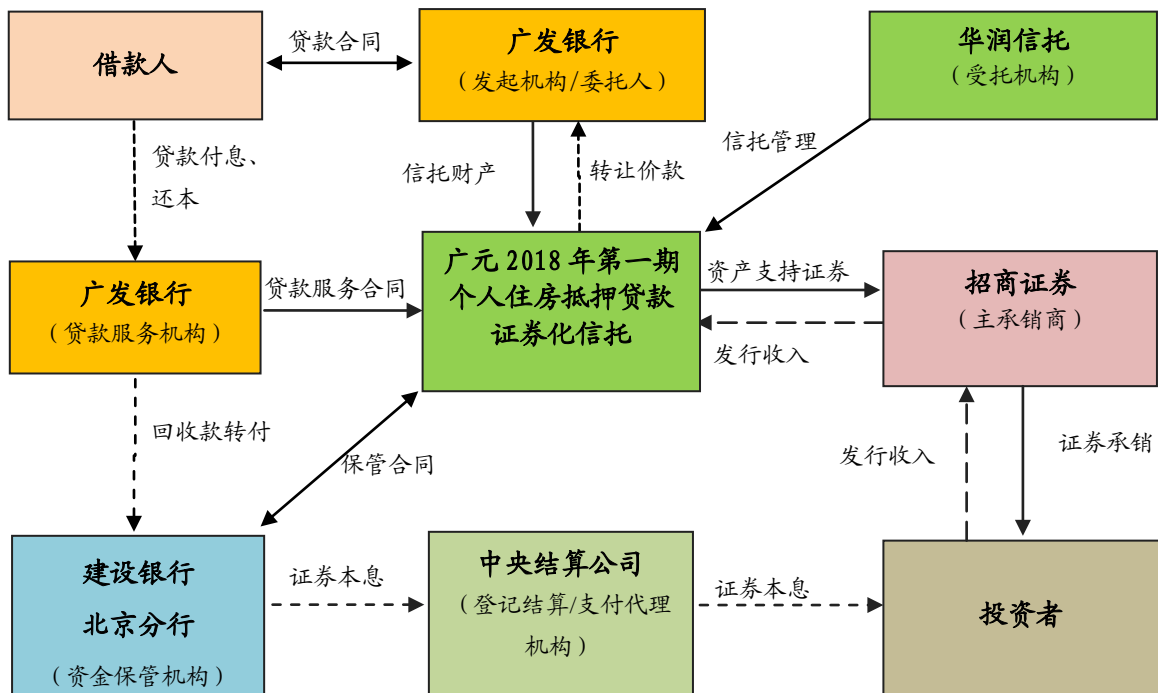 借款人
贷款合同
广发银行
（发起机构/委托人）
华润信托
（受托机构）
贷款付息、
还本
信托财产
转让价款
信托管理
广发银行
（贷款服务机构）
贷款服务合同
广元 2018 年第一期
个人住房抵押贷款
证券化信托
资产支持证券
发行收入
招商证券
（主承销商）
回收款转付
保管合同
发行收入
证券承销
建设银行
北京分行
（资金保管机构）
证券本息
中央结算公司
（登记结算/支付代理
机构）
证券本息
投资者